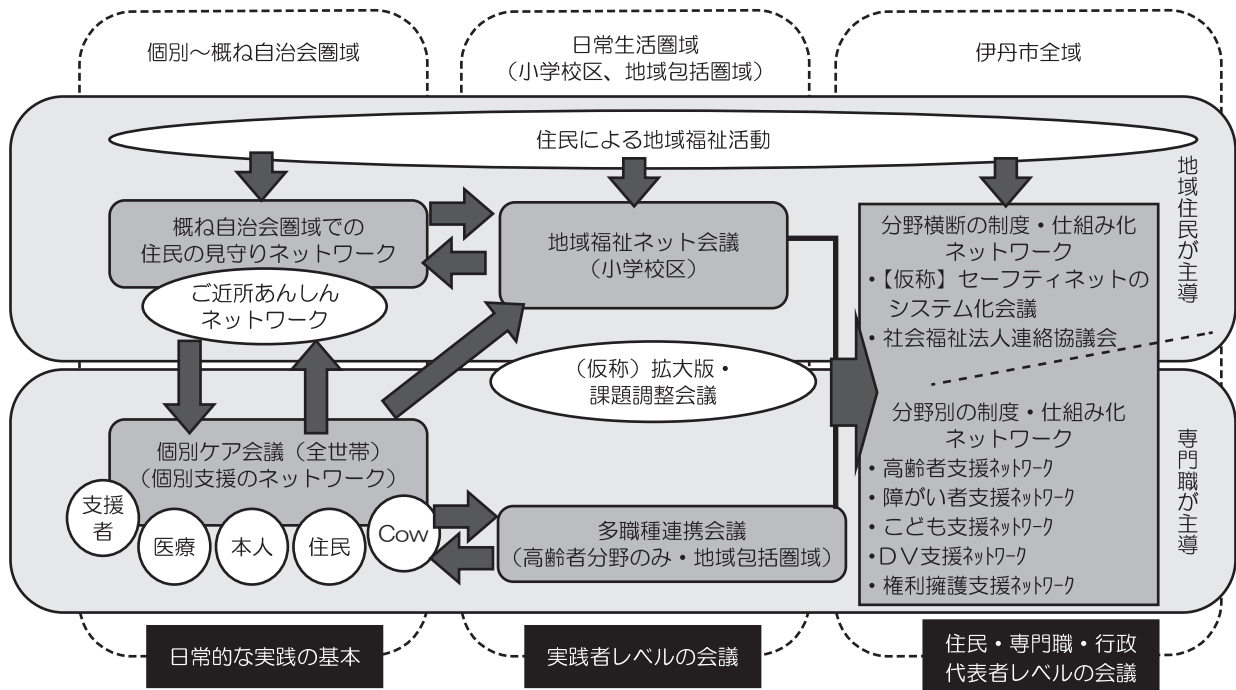 個別～概ね自治会圏域
日常生活圏域
（小学校区、地域包括圏域）
伊丹市全域
住民による地域福祉活動
地域住民が主導
概ね自治会圏域での
住民の見守りネットワーク
ご近所あんしん
ネットワーク
地域福祉ネット会議
（小学校区）
分野横断の制度・仕組み化
ネットワーク
・【仮称】セーフティネットの
システム化会議
・社会福祉法人連絡協議会
（仮称）拡大版・
課題調整会議
分野別の制度・仕組み化
ネットワーク
・高齢者支援ﾈｯﾄﾜｰｸ
・障がい者支援ﾈｯﾄﾜｰｸ
・こども支援ﾈｯﾄﾜｰｸ
・ＤＶ支援ﾈｯﾄﾜｰｸ
・権利擁護支援ﾈｯﾄﾜｰｸ
専門職が主導
個別ケア会議（全世帯）
（個別支援のネットワーク）
支援
者
医療
本人
住民
Cow
多職種連携会議
（高齢者分野のみ・地域包括圏域）
日常的な実践の基本
実践者レベルの会議
住民・専門職・行政
代表者レベルの会議